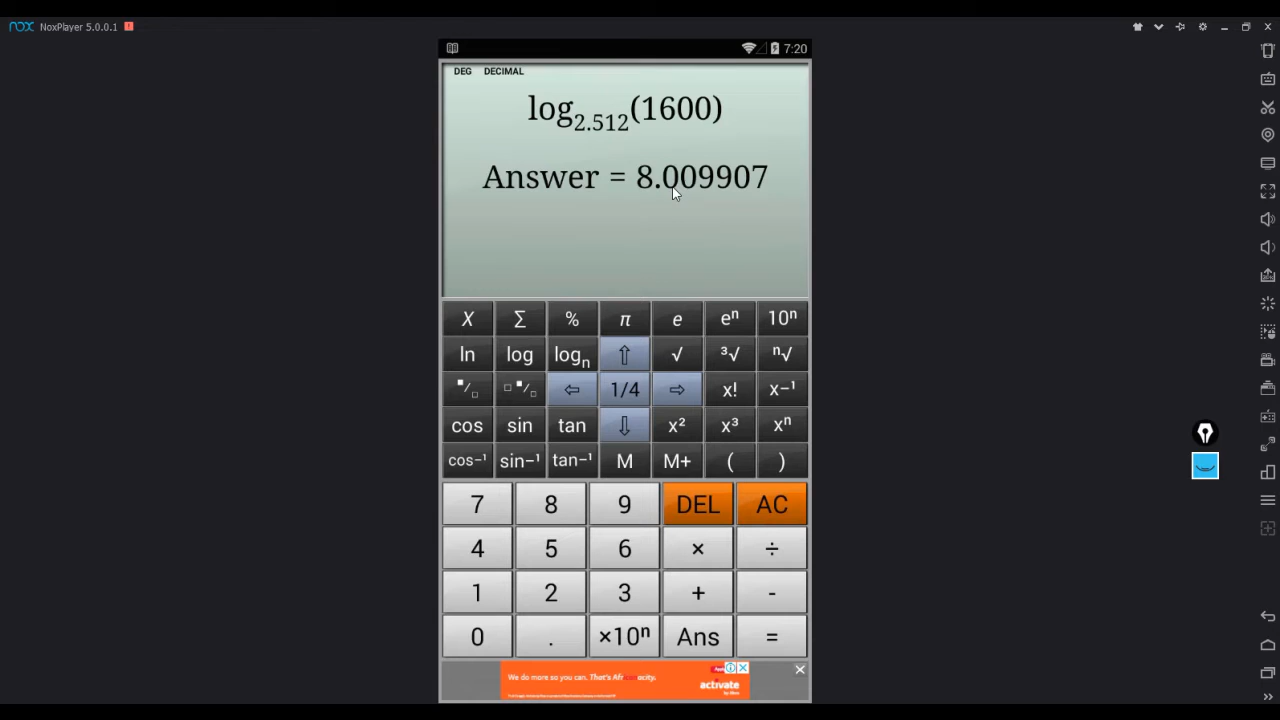 nox NoxPlayer 5.0.0.1
7:20
DEG DECIMAL
log2.512(1600)
Answer = 8.009907
X Σ % π e eⁿ 10ⁿ
ln log logn ⇧ √ ³√ ⁿ√
⇦ 1/4 ⇨ x! x−¹
cos sin tan ⇩ x² x³ xⁿ
cos−¹ sin−¹ tan−¹ M M+ ( )
7 8 9 DEL AC
4 5 6 × ÷
1 2 3 + -
0 . ×10ⁿ Ans =
We do more so you can. That's
activate